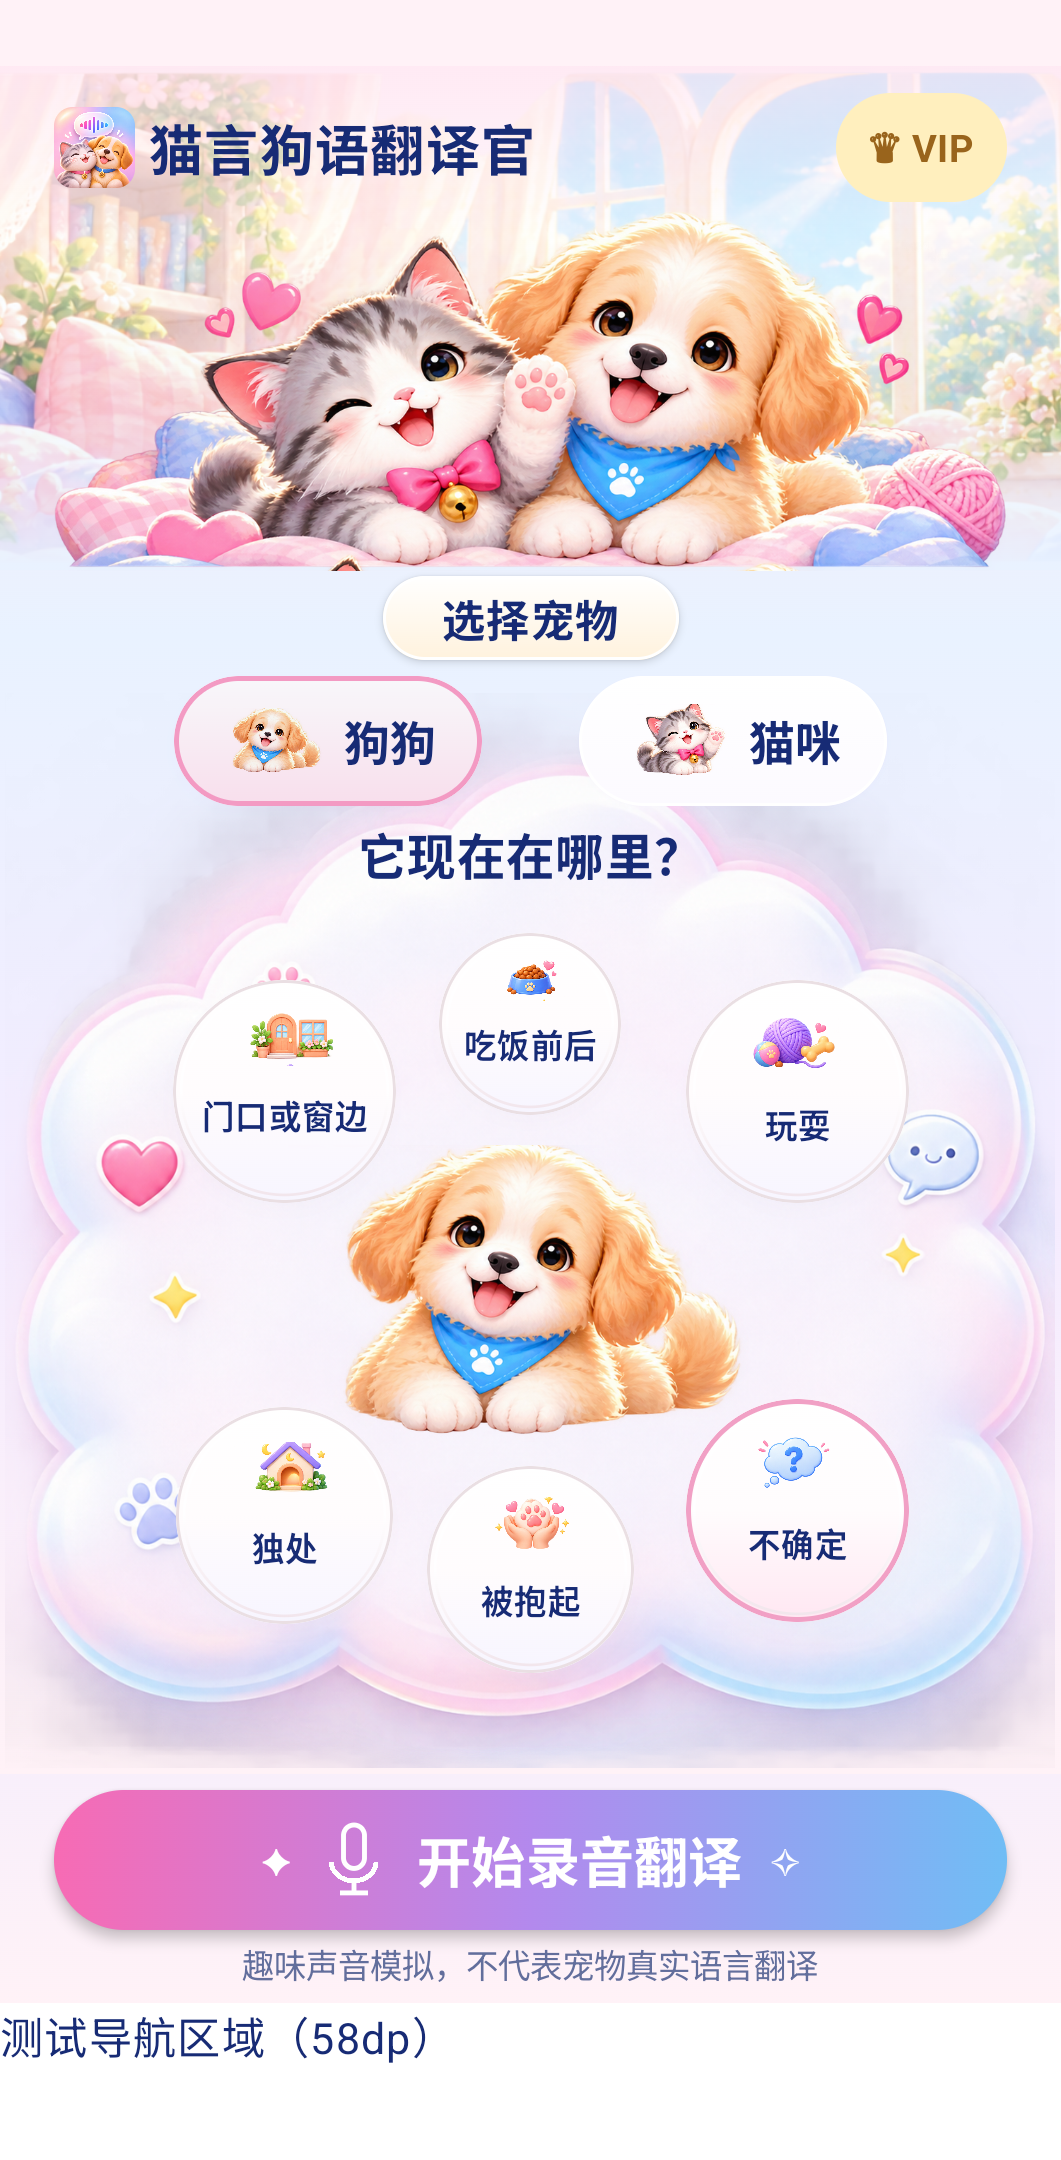 猫言狗语翻译官
VIP
选择宠物
狗狗
猫咪
它现在在哪里?
吃饭前后
门口或窗边
玩耍
独处
被抱起
不确定
开始录音翻译
趣味声音模拟，不代表宠物真实语言翻译
测试导航区域（58dp）